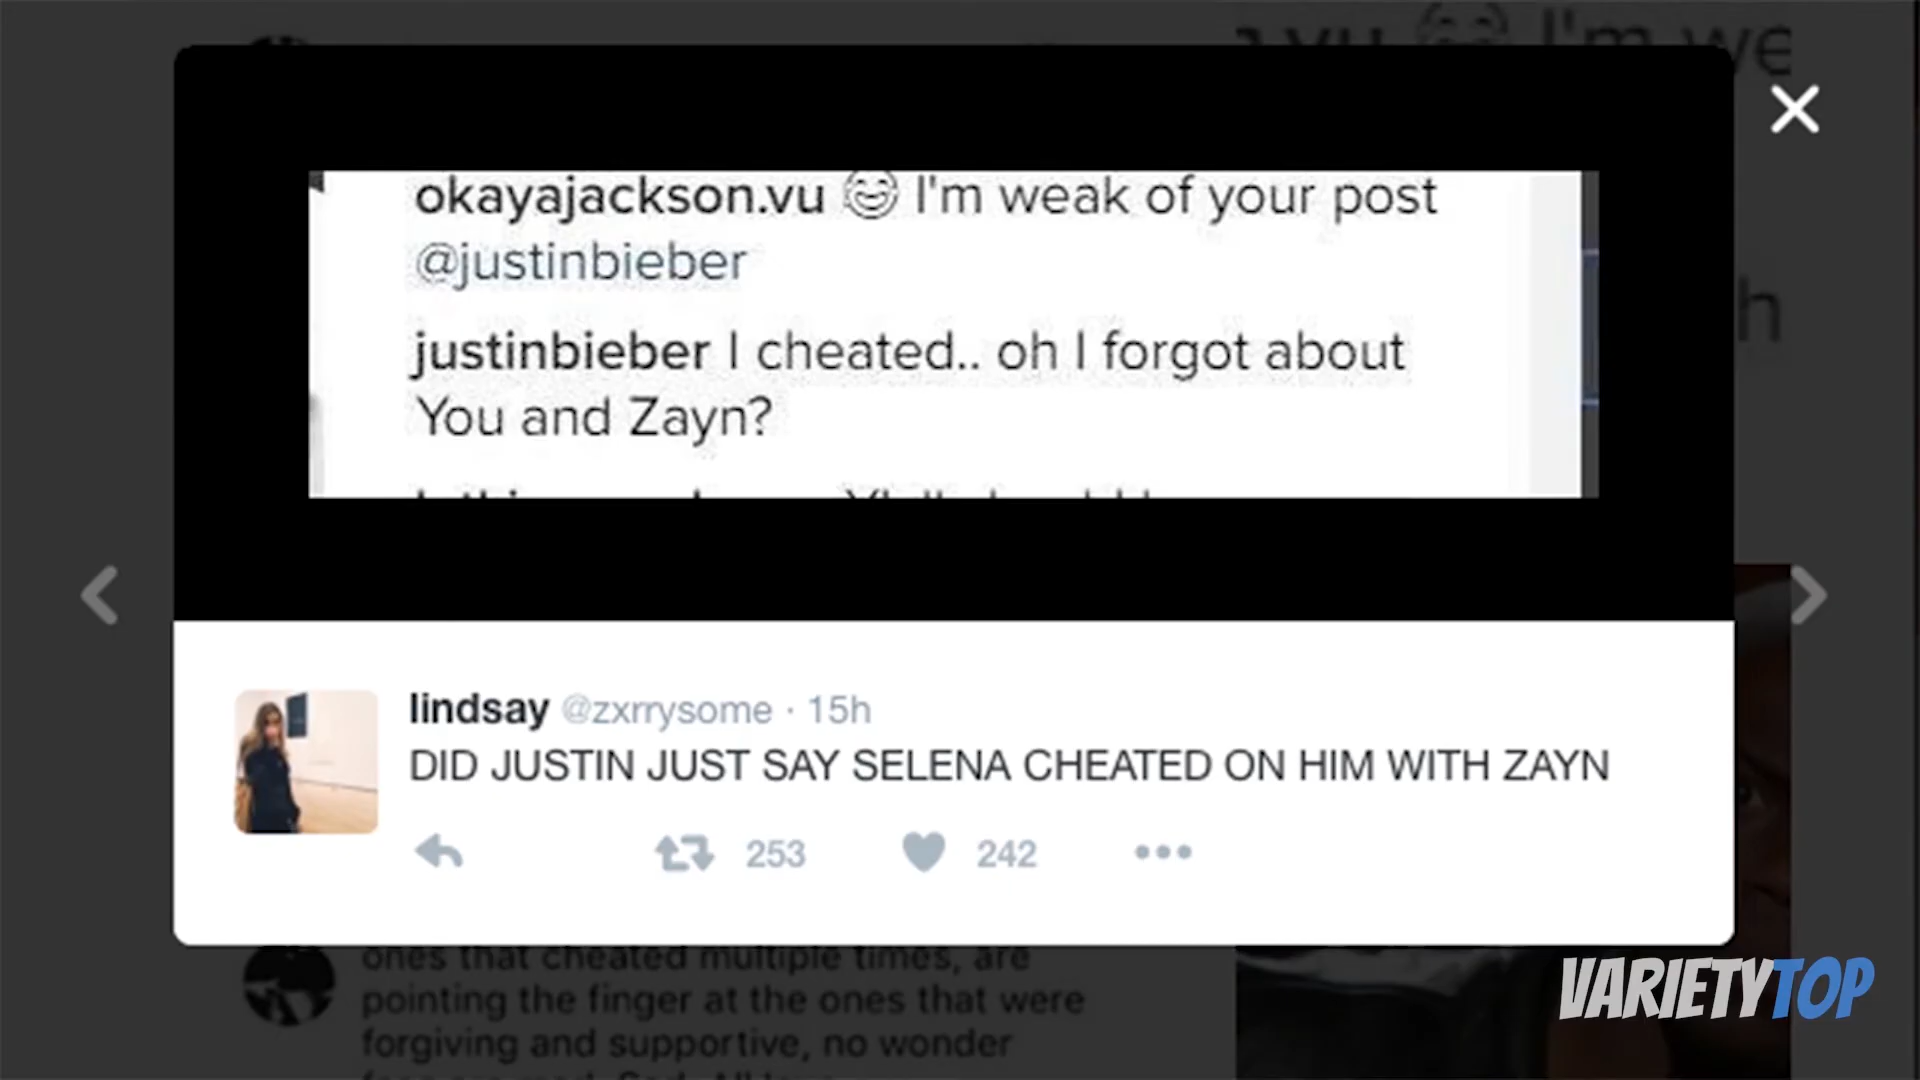 I'm we
okayajackson.vu 😂 I'm weak of your post
@justinbieber
justinbieber I cheated.. oh I forgot about
You and Zayn?
lindsay @zxrrysome · 15h
DID JUSTIN JUST SAY SELENA CHEATED ON HIM WITH ZAYN
253 242
ones that cheated multiple times, are
pointing the finger at the ones that were
forgiving and supportive, no wonder
VARIETYTOP